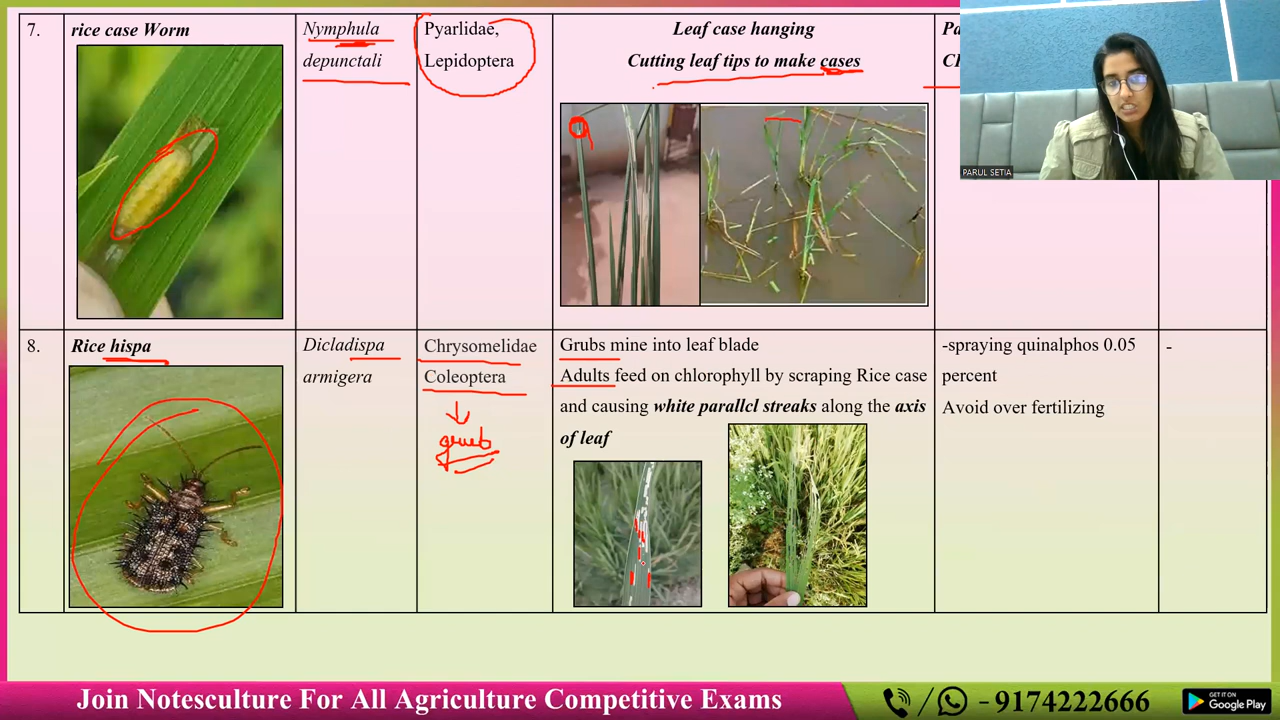 7.
rice case Worm
Nymphula
depunctali
Pyarlidae,
Lepidoptera
Leaf case hanging
Cutting leaf tips to make cases
PARUL SETIA
8.
Rice hispa
Dicladispa
armigera
Chrysomelidae
Coleoptera
grub
Grubs mine into leaf blade
Adults feed on chlorophyll by scraping Rice case
and causing white parallcl streaks along the axis
of leaf
-spraying quinalphos 0.05
percent
Avoid over fertilizing
-
Join Notesculture For All Agriculture Competitive Exams
/ - 9174222666
GET IT ON
Google Play